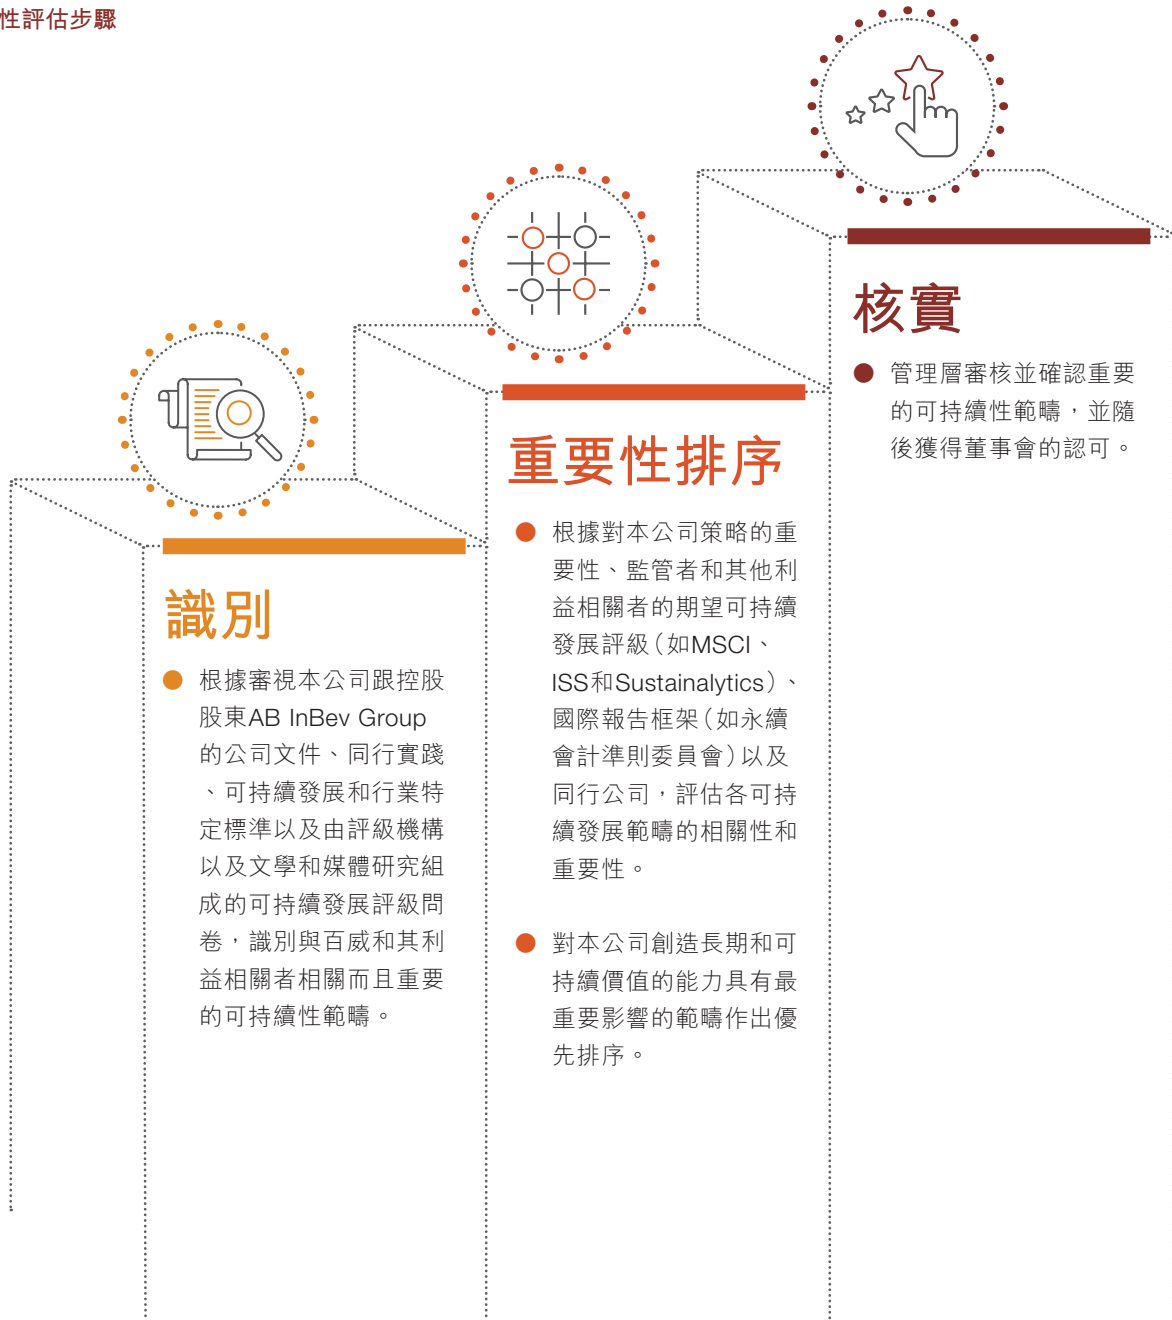 性評估步驟
識別
根據審視本公司跟控股
股東AB InBev Group
的公司文件、同行實踐
、可持續發展和行業特
定標準以及由評級機構
以及文學和媒體研究組
成的可持續發展評級問
卷，識別與百威和其利
益相關者相關而且重要
的可持續性範疇。
重要性排序
根據對本公司策略的重
要性、監管者和其他利
益相關者的期望可持續
發展評級（如MSCI、
ISS和Sustainalytics）、
國際報告框架（如永續
會計準則委員會）以及
同行公司，評估各可持
續發展範疇的相關性和
重要性。
對本公司創造長期和可
持續價值的能力具有最
重要影響的範疇作出優
先排序。
核實
管理層審核並確認重要
的可持續性範疇，並隨
後獲得董事會的認可。